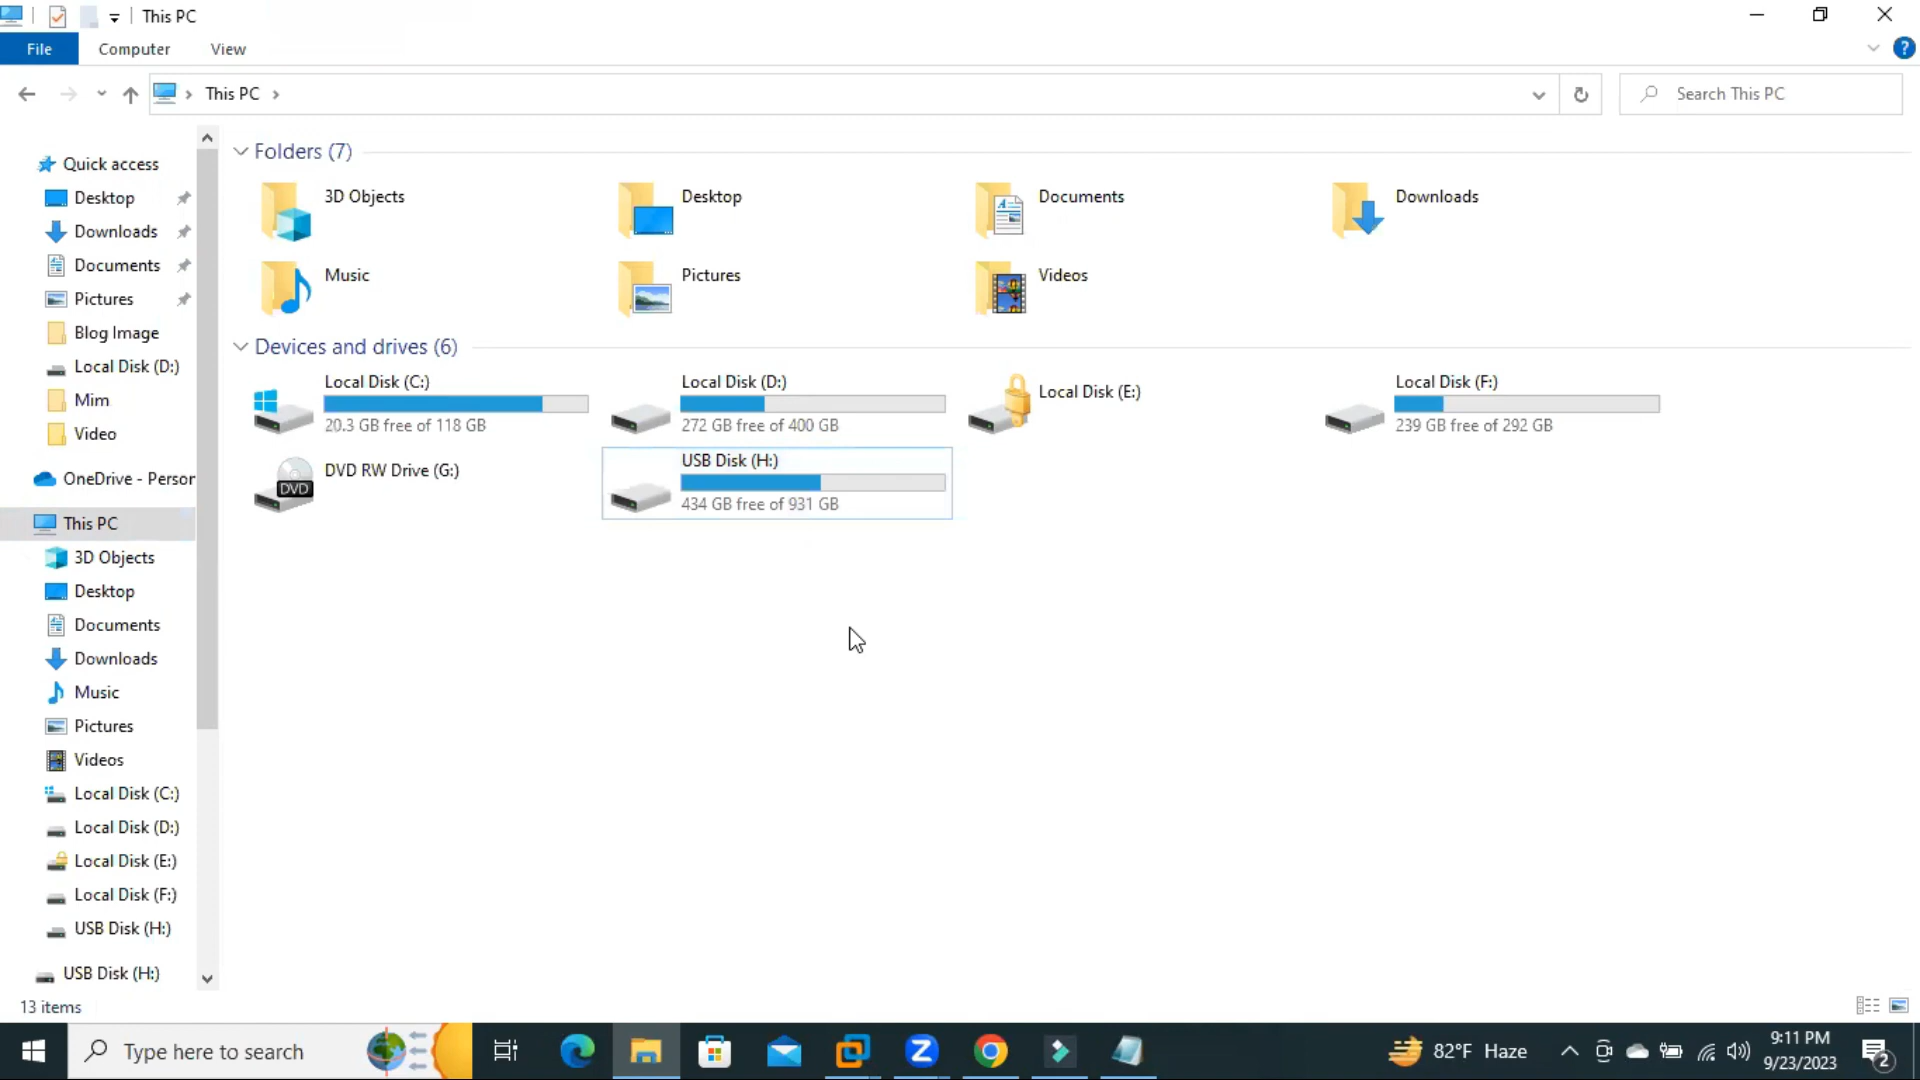 This PC
File
Computer
View
This PC
Search This PC
Quick access
Desktop
Downloads
Documents
Pictures
Blog Image
Local Disk (D:)
Mim
Video
OneDrive - Person
This PC
3D Objects
Desktop
Documents
Downloads
Music
Pictures
Videos
Local Disk (C:)
Local Disk (D:)
Local Disk (E:)
Local Disk (F:)
USB Disk (H:)
USB Disk (H:)
Folders (7)
3D Objects
Desktop
Documents
Downloads
Music
Pictures
Videos
Devices and drives (6)
Local Disk (C:)
20.3 GB free of 118 GB
Local Disk (D:)
272 GB free of 400 GB
Local Disk (E:)
Local Disk (F:)
239 GB free of 292 GB
DVD RW Drive (G:)
DVD
USB Disk (H:)
434 GB free of 931 GB
13 items
Type here to search
82°F Haze
9:11 PM
9/23/2023
2